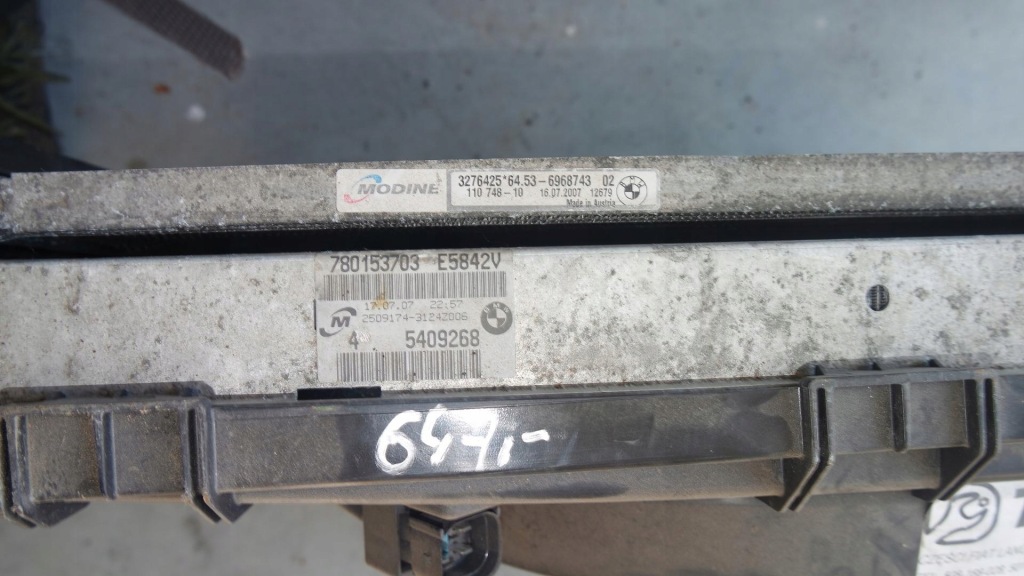 MODINE
3276425*64.53-6968743 02
110 748-10 16.07.2007 12679
Made in Austria
780153703 E5842V
17.07.07 22:57
2509174-3124Z006
4 5409268
647,-